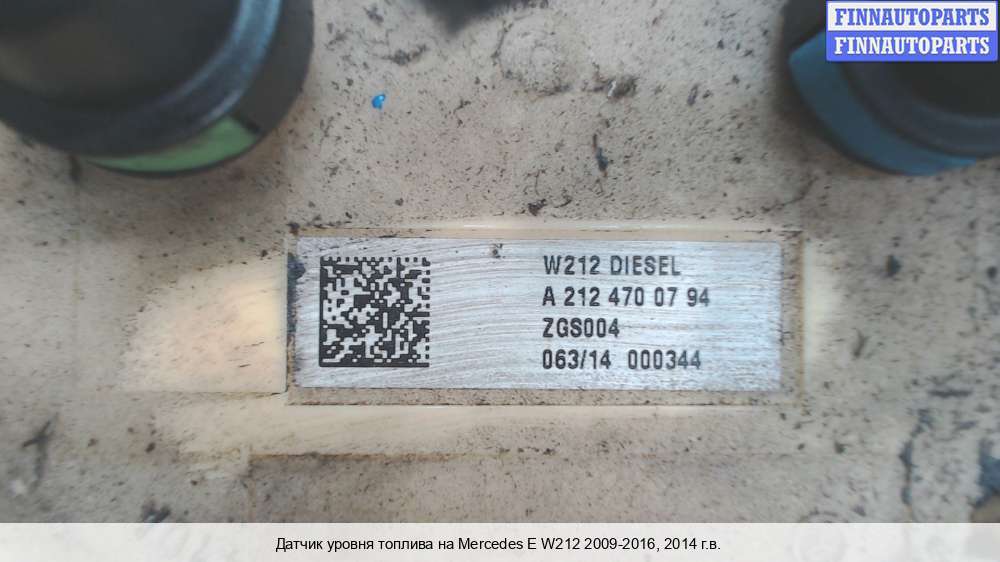 FINNAUTOPARTS
FINNAUTOPARTS
W212 DIESEL
A 212 470 07 94
ZGS004
063/14 000344
Датчик уровня топлива на Mercedes E W212 2009-2016, 2014 г.в.